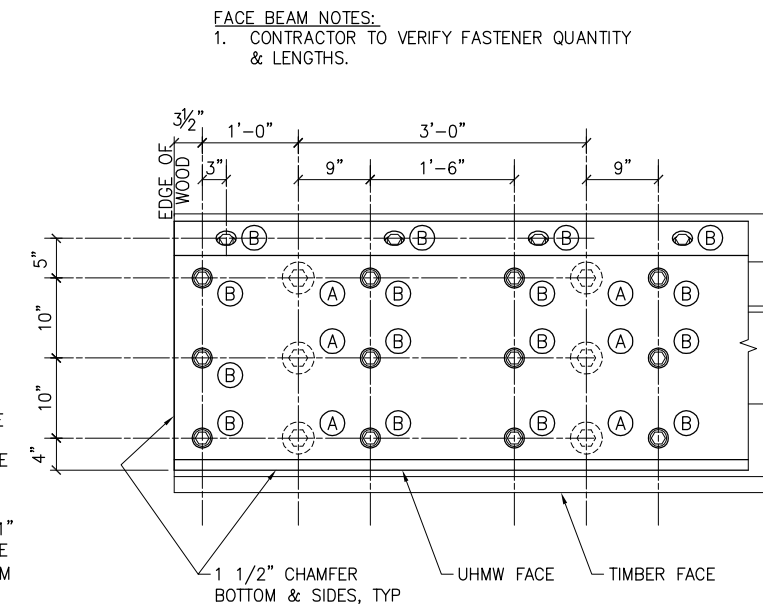 FACE BEAM NOTES:
1. CONTRACTOR TO VERIFY FASTENER QUANTITY
& LENGTHS.
3½"
1'-0"
3'-0"
EDGE OF
WOOD
3"
9"
1'-6"
9"
B
B
B
B
5"
B
A
B
B
A
B
10"
A
B
B
A
B
B
10"
B
A
B
B
A
B
4"
E
E
1"
E
M
1 1/2" CHAMFER
BOTTOM & SIDES, TYP
UHMW FACE
TIMBER FACE